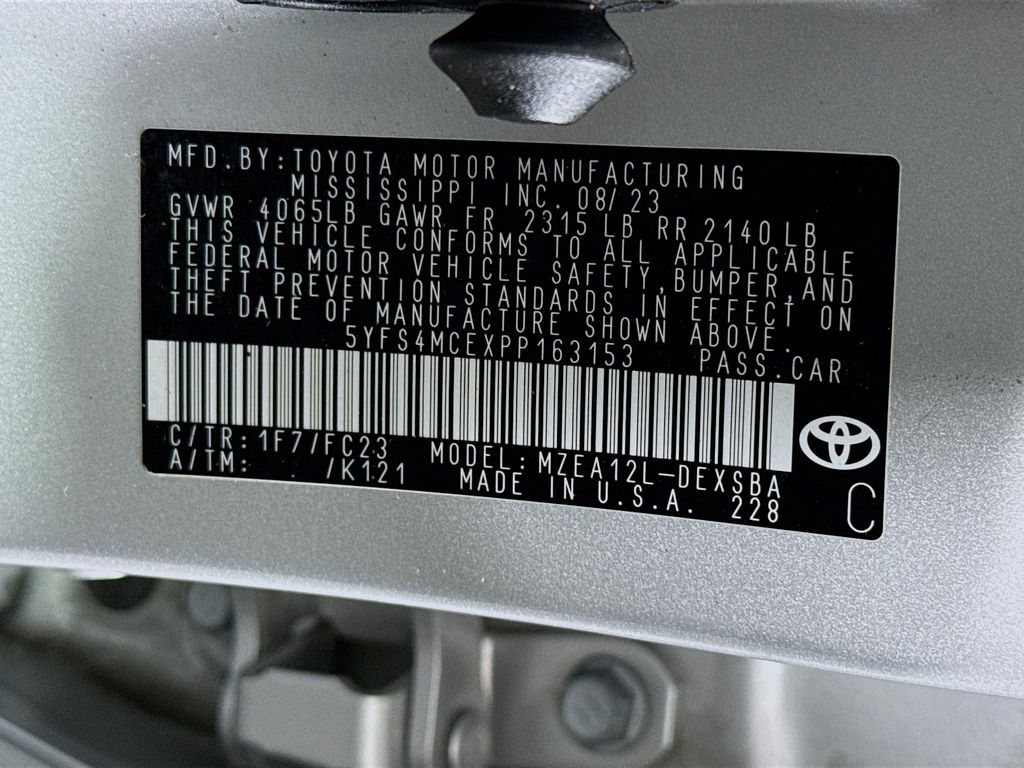 MFD.BY:TOYOTA MOTOR MANUFACTURING
MISSISSIPPI INC. 08/23
GVWR 4065LB GAWR FR 2315 LB RR 2140 LB
THIS VEHICLE CONFORMS TO ALL APPLICABLE
FEDERAL MOTOR VEHICLE SAFETY,BUMPER,AND
THEFT PREVENTION STANDARDS IN EFFECT ON
THE DATE OF MANUFACTURE SHOWN ABOVE.
5YFS4MCEXPP163153 PASS.CAR
C/TR:1F7/FC23 MODEL:MZEA12L-DEXSBA
A/TM: /K121 MADE IN U.S.A. 228
C